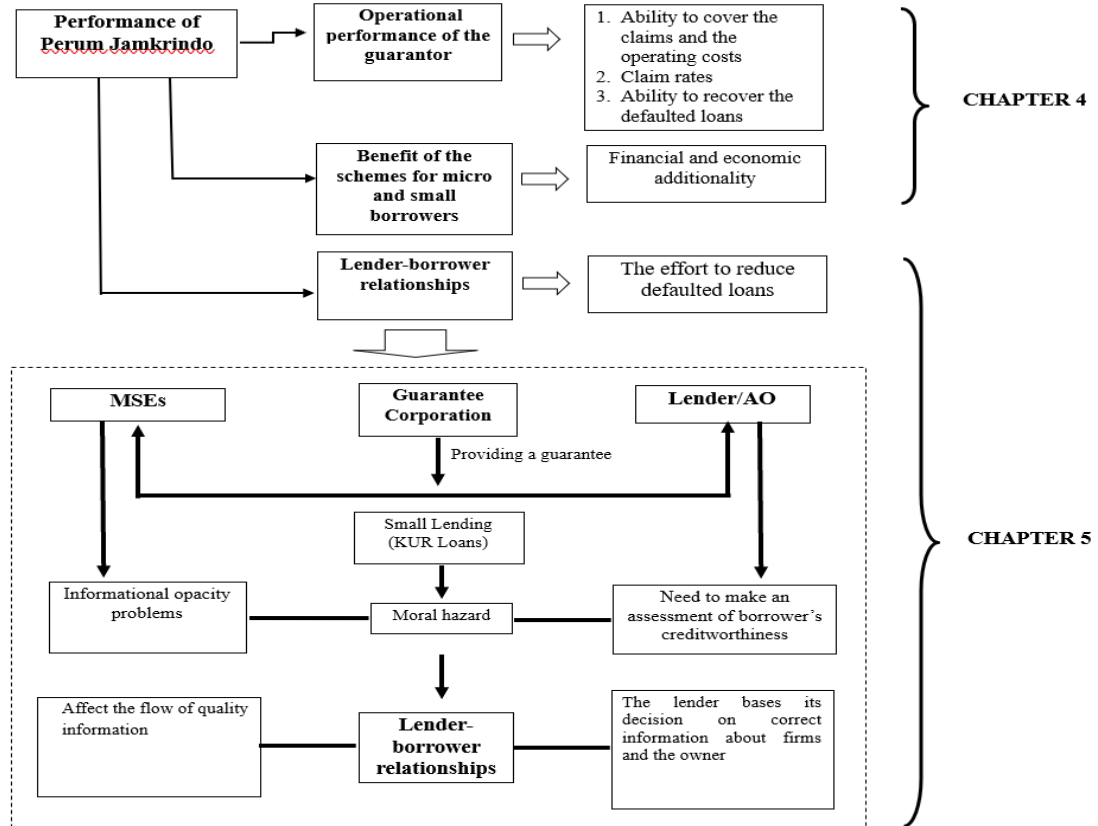 Performance of
Perum Jamkrindo
Operational
performance of the
guarantor
1. Ability to cover the
claims and the
operating costs
2. Claim rates
3. Ability to recover the
defaulted loans
CHAPTER 4
Benefit of the
schemes for micro
and small
borrowers
Financial and economic
additionality
Lender-borrower
relationships
The effort to reduce
defaulted loans
MSEs
Guarantee
Corporation
Lender/AO
Providing a guarantee
Small Lending
(KUR Loans)
CHAPTER 5
Informational opacity
problems
Moral hazard
Need to make an
assessment of borrower's
creditworthiness
Affect the flow of quality
information
Lender-
borrower
relationships
The lender bases its
decision on correct
information about firms
and the owner